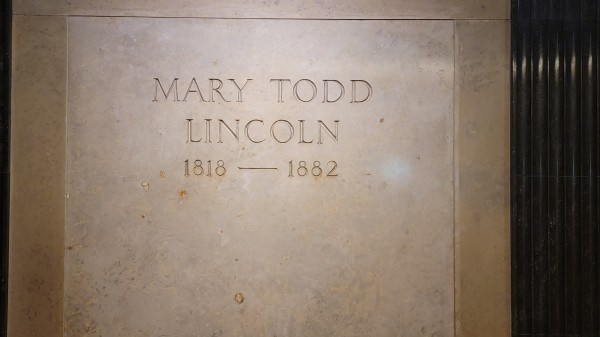 MARY TODD
LINCOLN
1818 — 1882